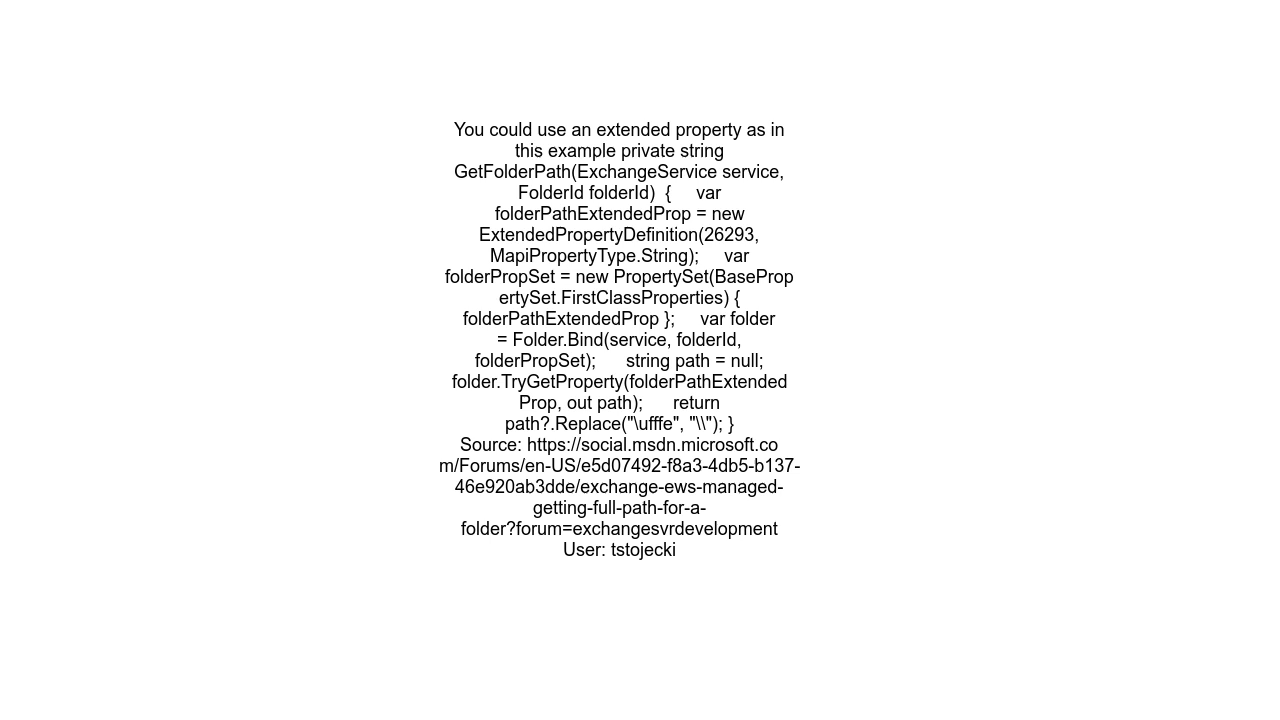 You could use an extended property as in
this example private string
GetFolderPath(ExchangeService service,
FolderId folderId)  {     var
folderPathExtendedProp = new
ExtendedPropertyDefinition(26293,
MapiPropertyType.String);     var
folderPropSet = new PropertySet(BaseProp
ertySet.FirstClassProperties) {
folderPathExtendedProp };     var folder
= Folder.Bind(service, folderId,
folderPropSet);      string path = null;
folder.TryGetProperty(folderPathExtended
Prop, out path);      return
path?.Replace("\ufffe", "\\"); }
Source: https://social.msdn.microsoft.co
m/Forums/en-US/e5d07492-f8a3-4db5-b137-
46e920ab3dde/exchange-ews-managed-
getting-full-path-for-a-
folder?forum=exchangesvrdevelopment
User: tstojecki